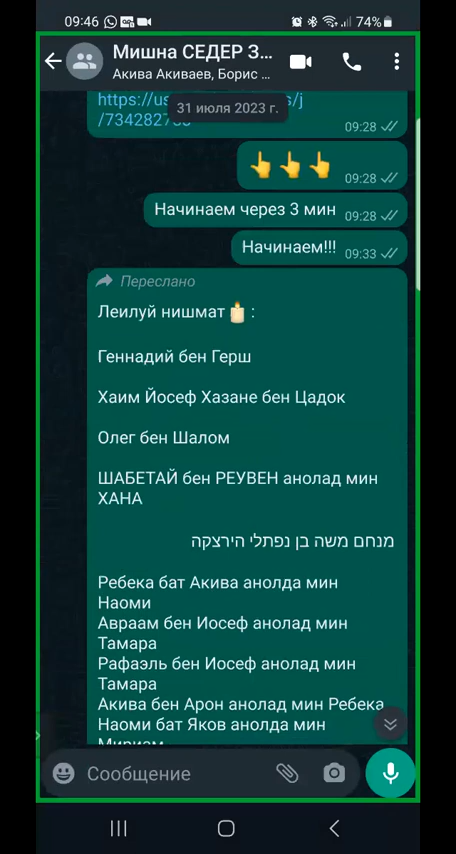 09:46
74%
Мишна СЕДЕР З...
Акива Акиваев, Борис ...
https://us
s/j
31 июля 2023 г.
09:28
09:28
Начинаем через 3 мин 09:28
Начинаем!!! 09:33
Переслано
Леилуй нишмат🕯️:
Геннадий бен Герш
Хаим Йосеф Хазане бен Цадок
Олег бен Шалом
ШАБЕТАЙ бен РЕУВЕН анолад мин
ХАНА
מנחם משה בן נפתלי הירצקה
Ребека бат Акива анолда мин
Наоми
Авраам бен Иосеф анолад мин
Тамара
Рафаэль бен Иосеф анолад мин
Тамара
Акива бен Арон анолад мин Ребека
Наоми бат Яков анолда мин
Мириам
Сообщение